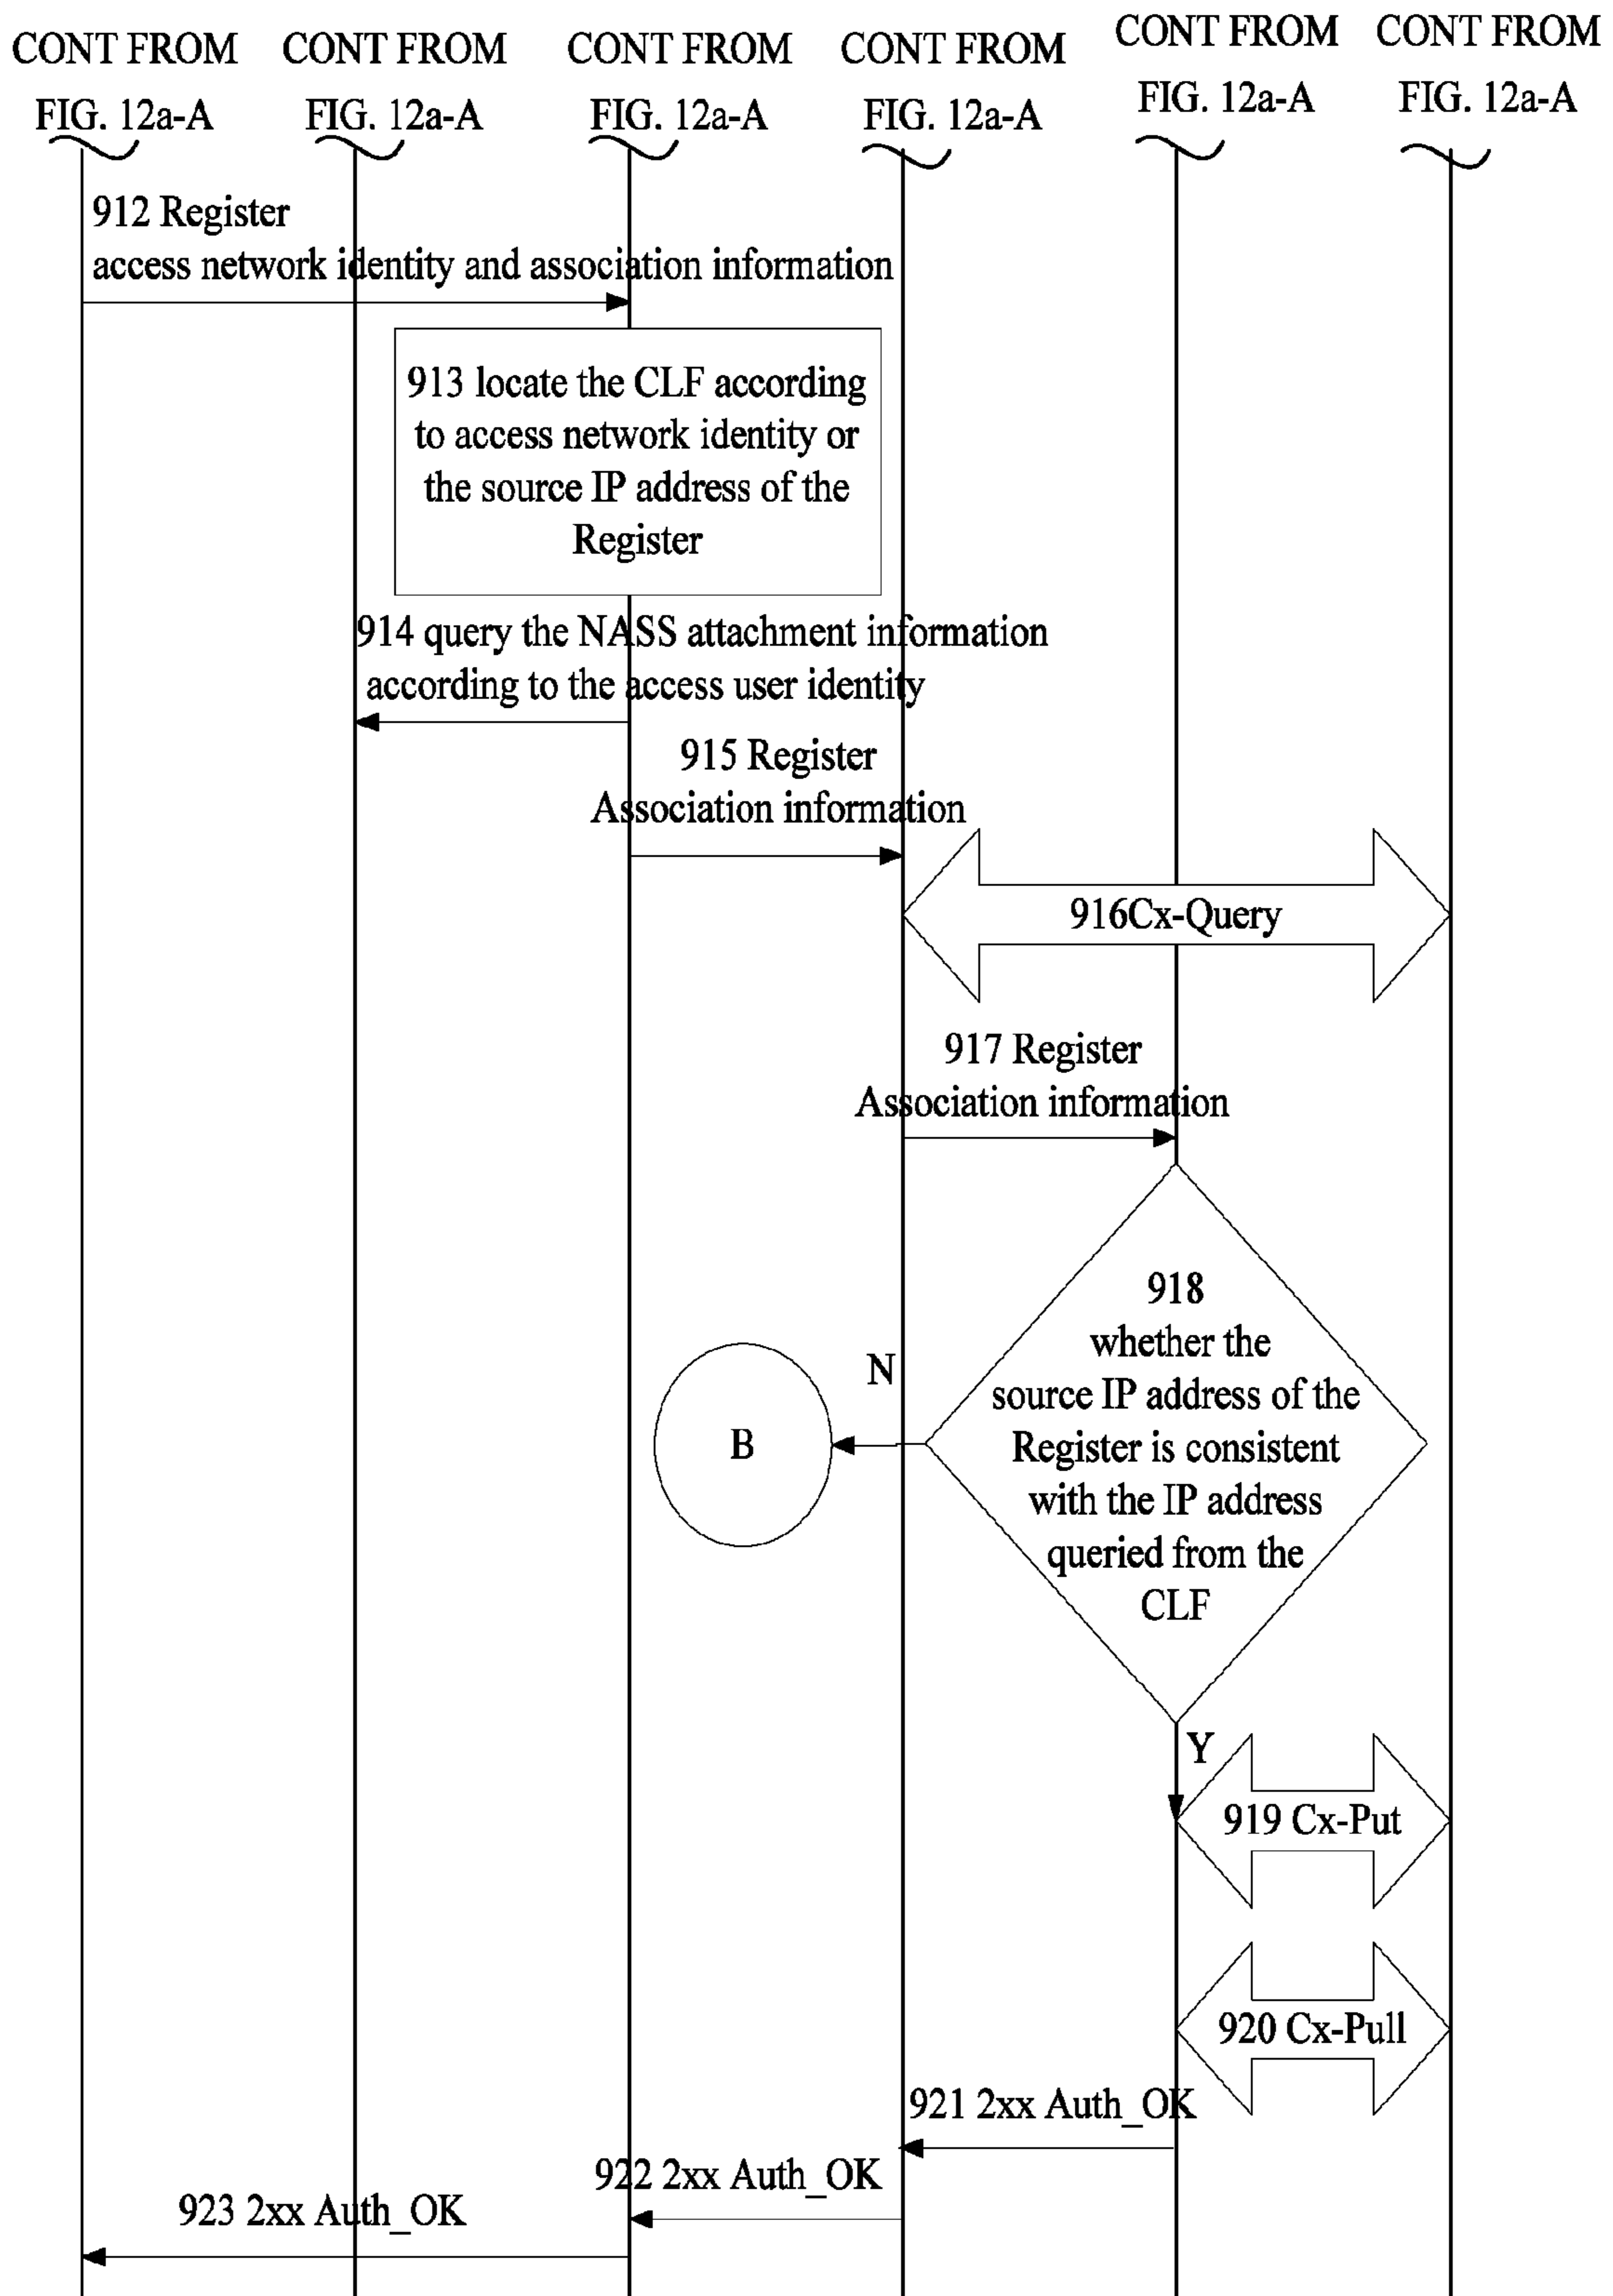 CONT FROM
FIG. 12a-A
CONT FROM
FIG. 12a-A
CONT FROM
FIG. 12a-A
CONT FROM
FIG. 12a-A
CONT FROM
FIG. 12a-A
CONT FROM
FIG. 12a-A
912 Register
access network identity and association information
913 locate the CLF according
to access network identity or
the source IP address of the
Register
914 query the NASS attachment information
according to the access user identity
915 Register
Association information
916Cx-Query
917 Register
Association information
918
whether the
source IP address of the
Register is consistent
with the IP address
queried from the
CLF
N
B
Y
919 Cx-Put
920 Cx-Pull
921 2xx Auth_OK
922 2xx Auth_OK
923 2xx Auth_OK